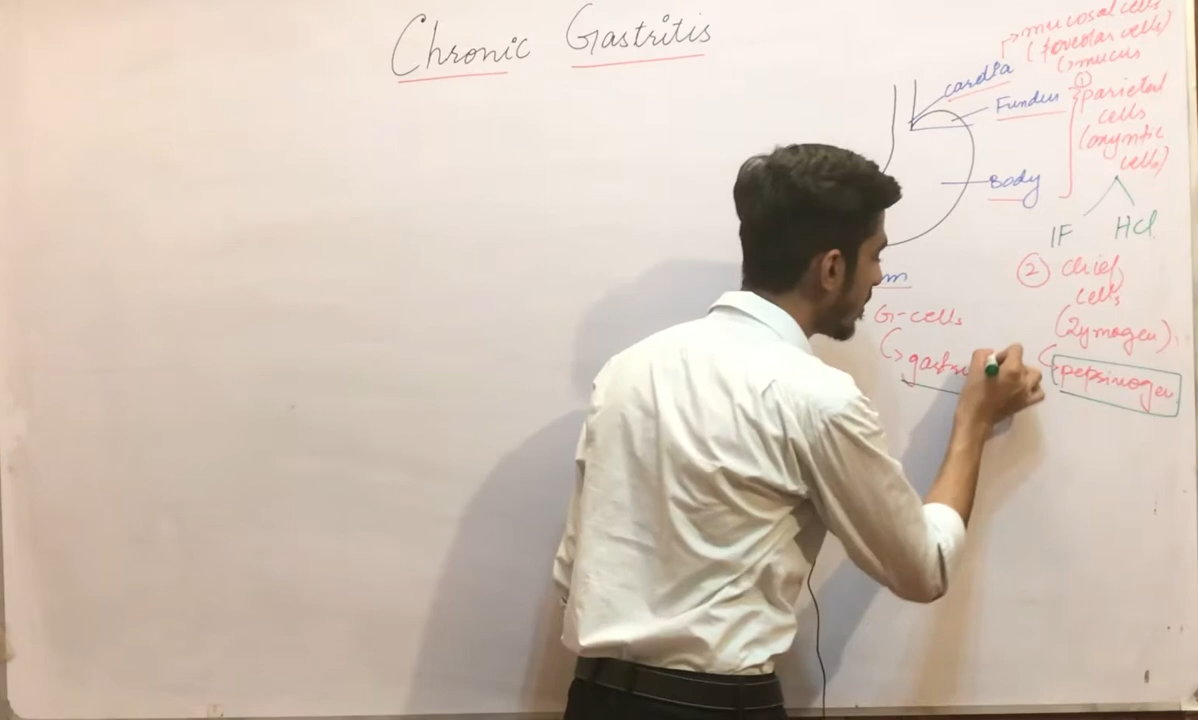 Chronic Gastritis
mucosal cells
(foveolar cells)
mucus
cardia
Fundus
①
parietal
cells
(oxyntic
cells)
Body
IF HCl
② chief
cells
(Zymogen)
pepsinogen
G-cells